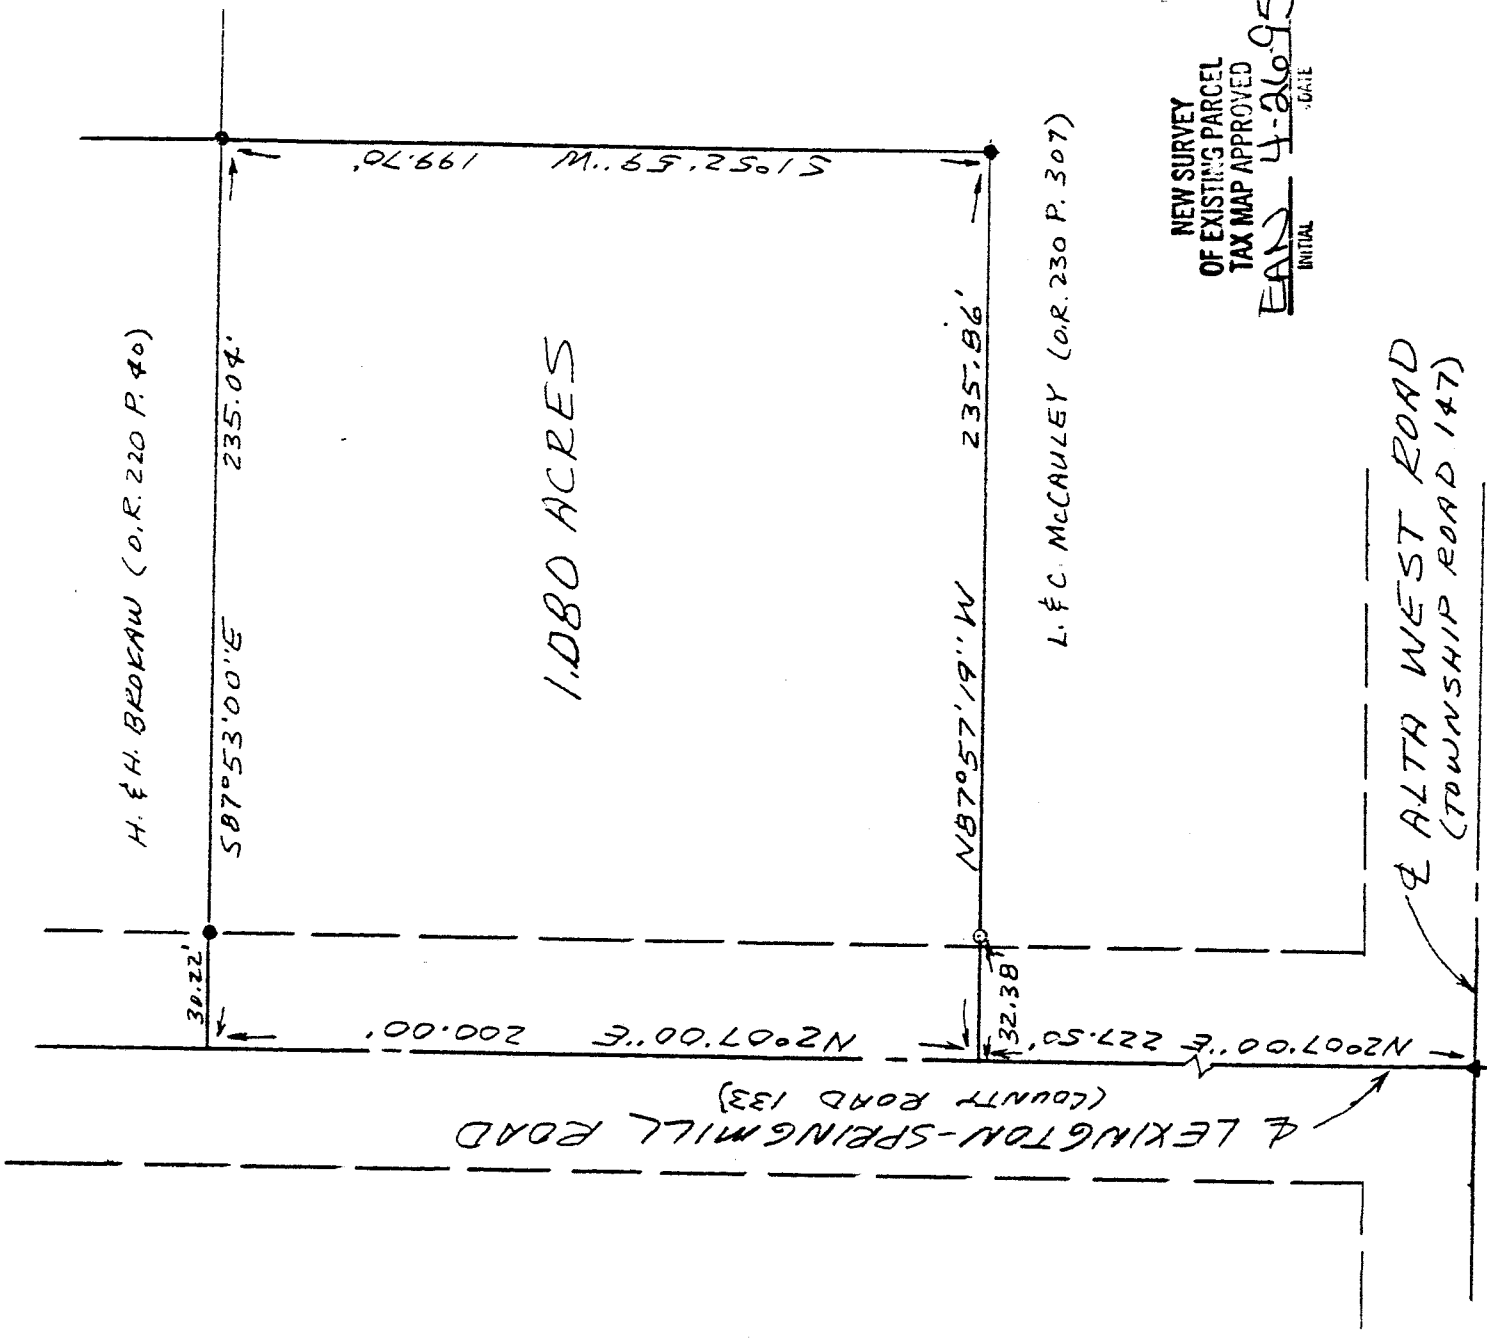 H. & H. BROKAW (O.R. 220 P. 40)
30.22'
S87°53'00"E 235.04'
S1°52'59"W 199.70'
1.080 ACRES
N2°07'00"E 200.00'
N87°57'19"W 235.86'
32.38'
L. & C. McCAULEY (O.R. 230 P. 307)
N2°07'00"E 227.50'
℄ LEXINGTON-SPRINGMILL ROAD
(COUNTY ROAD 133)
℄ ALTA WEST ROAD
(TOWNSHIP ROAD 147)
NEW SURVEY
OF EXISTING PARCEL
TAX MAP APPROVED
EAN 4-26-95
INITIAL DATE